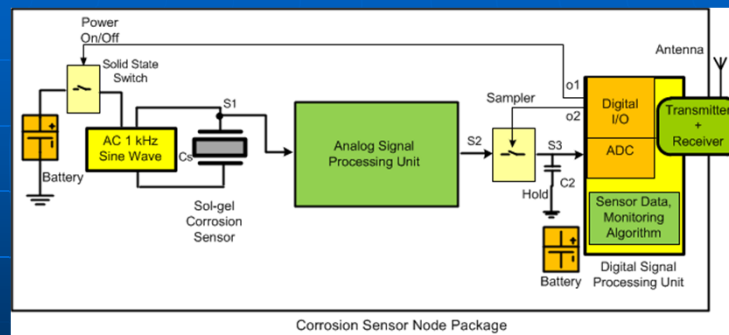 Power
On/Off
Solid State
Switch
Battery
AC 1 kHz
Sine Wave
Cs
S1
Sol-gel
Corrosion
Sensor
Analog Signal
Processing Unit
S2
Sampler
S3
Hold
C2
o1
o2
Digital
I/O
ADC
Sensor Data,
Monitoring
Algorithm
Battery
Digital Signal
Processing Unit
Antenna
Transmitter
+
Receiver
Corrosion Sensor Node Package